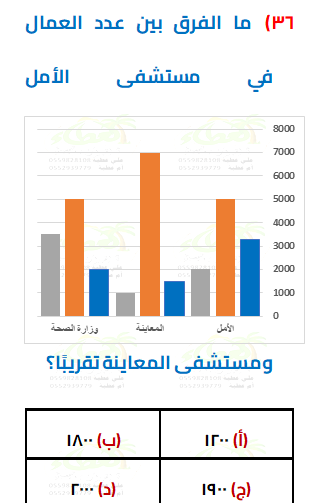 ٣٦) ما الفرق بين عدد العمال
في مستشفى الأمل
8000
7000
6000
5000
4000
3000
2000
1000
0
الأمل المعاينة وزارة الصحة
ومستشفى المعاينة تقريبًا؟
(أ) ١٢٠٠ (ب) ١٨٠٠
(ج) ١٩٠٠ (د) ٢٠٠٠